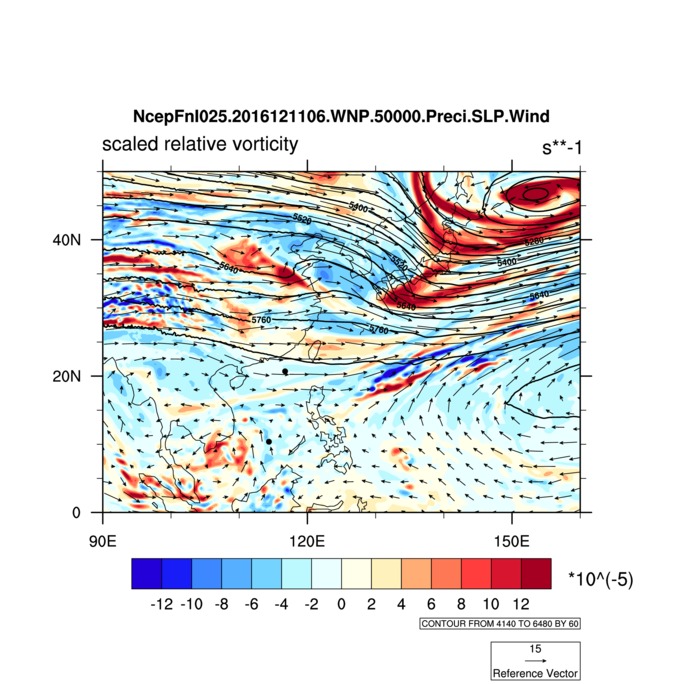 NcepFnl025.2016121106.WNP.50000.Preci.SLP.Wind
scaled relative vorticity
s**-1
5400
5520
5280
40N
5640
5520
5400
5640
5640
5760
5760
20N
0
90E
120E
150E
-12 -10 -8 -6 -4 -2 0 2 4 6 8 10 12
*10^(-5)
CONTOUR FROM 4140 TO 6480 BY 60
15
Reference Vector